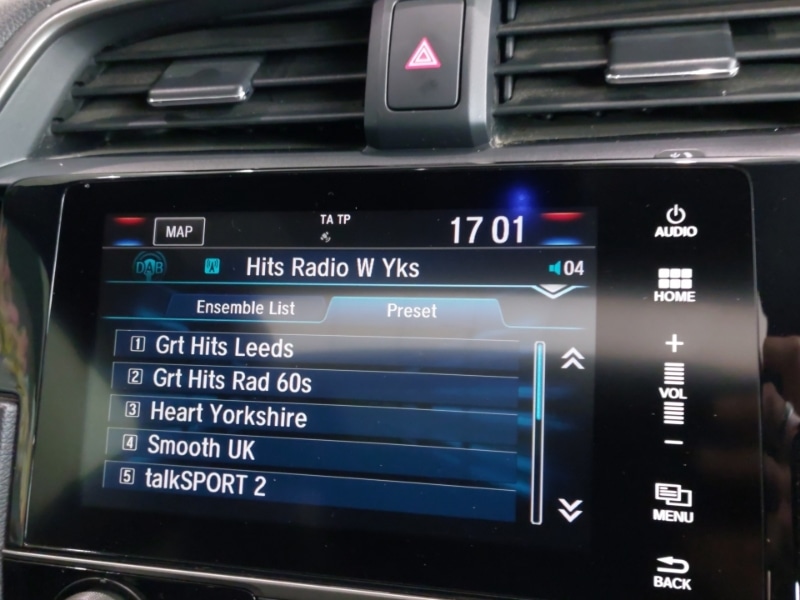 MAP
TA TP
17 01
AUDIO
DAB
Hits Radio W Yks
04
HOME
Ensemble List
Preset
1 Grt Hits Leeds
2 Grt Hits Rad 60s
3 Heart Yorkshire
4 Smooth UK
5 talkSPORT 2
+
VOL
−
MENU
BACK